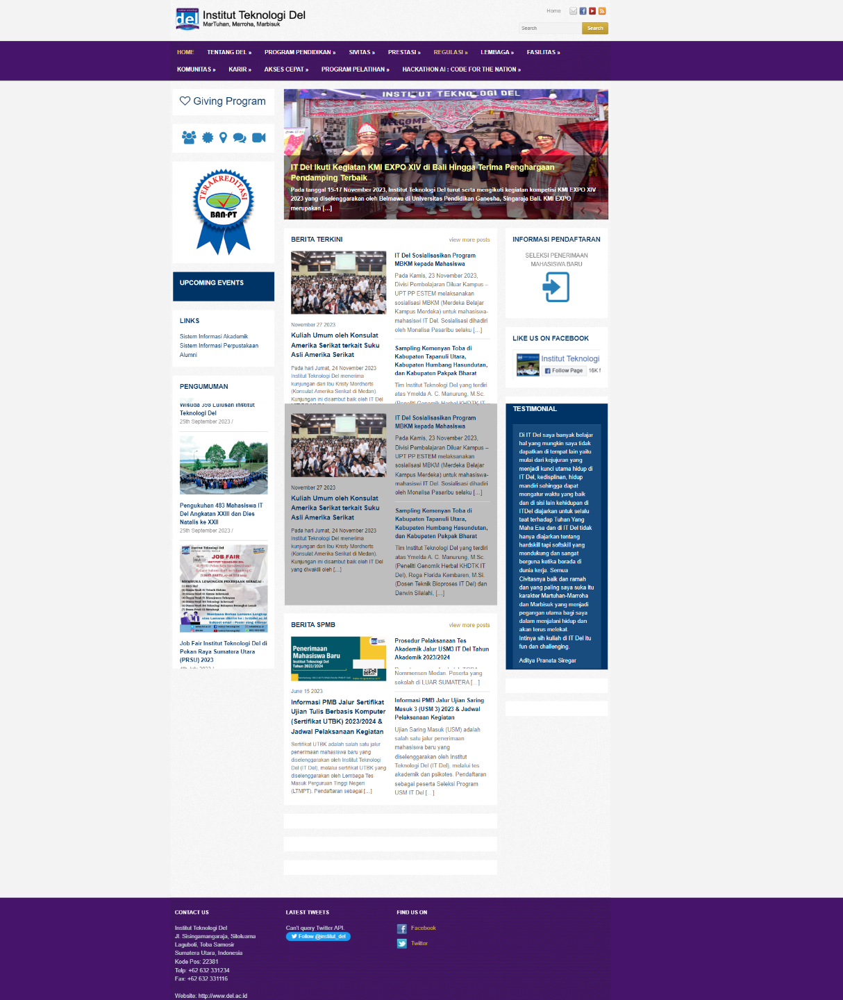 del
Institut Teknologi Del
MarTuhan, Marroha, Marbisuk
Home
Search
Search
HOME
TENTANG DEL »
PROGRAM PENDIDIKAN »
SIVITAS »
PRESTASI »
REGULASI »
LEMBAGA »
FASILITAS »
KOMUNITAS »
KARIR »
AKSES CEPAT »
PROGRAM PELATIHAN »
HACKATHON AI : CODE FOR THE NATION »
Giving Program
TERAKREDITASI
BAN-PT
UPCOMING EVENTS
LINKS
Sistem Informasi Akademik
Sistem Informasi Perpustakaan
Alumni
PENGUMUMAN
Wisuda 398 Lulusan Institut
Teknologi Del
25th September 2023 /
Pengukuhan 483 Mahasiswa IT
Del Angkatan XXIII dan Dies
Natalis ke XXII
25th September 2023 /
Institut Teknologi Del
JOB FAIR
MEMBUKA LOWONGAN PEKERJAAN SEBAGAI :
Job Fair Institut Teknologi Del di
Pekan Raya Sumatera Utara
(PRSU) 2023
INSTITUT TEKNOLOGI DEL
WELCOME
IT Del Ikuti Kegiatan KMI EXPO XIV di Bali Hingga Terima Penghargaan
Pendamping Terbaik
Pada tanggal 15-17 November 2023, Institut Teknologi Del turut serta mengikuti kegiatan kompetisi KMI EXPO XIV
2023 yang diselenggarakan oleh Belmawa di Universitas Pendidikan Ganesha, Singaraja Bali. KMI EXPO
merupakan [...]
BERITA TERKINI
view more posts
November 27 2023
Kuliah Umum oleh Konsulat
Amerika Serikat terkait Suku
Asli Amerika Serikat
Pada hari Jumat, 24 November 2023
Institut Teknologi Del menerima
kunjungan dari Ibu Kristy Mordhorts
(Konsulat Amerika Serikat di Medan).
Kunjungan ini disambut baik oleh IT Del
IT Del Sosialisasikan Program
MBKM kepada Mahasiswa
Pada Kamis, 23 November 2023,
Divisi Pembelajaran Diluar Kampus –
UPT PP ESTEM melaksanakan
sosialisasi MBKM (Merdeka Belajar
Kampus Merdeka) untuk mahasiswa-
mahasiswi IT Del. Sosialisasi dihadiri
oleh Monalisa Pasaribu selaku [...]
Sampling Kemenyan Toba di
Kabupaten Tapanuli Utara,
Kabupaten Humbang Hasundutan,
dan Kabupaten Pakpak Bharat
Tim Institut Teknologi Del yang terdiri
atas Ymelda A. C. Manurung, M.Sc.
(Peneliti Genomik Herbal KHDTK IT
November 27 2023
Kuliah Umum oleh Konsulat
Amerika Serikat terkait Suku
Asli Amerika Serikat
Pada hari Jumat, 24 November 2023
Institut Teknologi Del menerima
kunjungan dari Ibu Kristy Mordhorts
(Konsulat Amerika Serikat di Medan).
Kunjungan ini disambut baik oleh IT Del
yang diwakili oleh [...]
IT Del Sosialisasikan Program
MBKM kepada Mahasiswa
Pada Kamis, 23 November 2023,
Divisi Pembelajaran Diluar Kampus –
UPT PP ESTEM melaksanakan
sosialisasi MBKM (Merdeka Belajar
Kampus Merdeka) untuk mahasiswa-
mahasiswi IT Del. Sosialisasi dihadiri
oleh Monalisa Pasaribu selaku [...]
Sampling Kemenyan Toba di
Kabupaten Tapanuli Utara,
Kabupaten Humbang Hasundutan,
dan Kabupaten Pakpak Bharat
Tim Institut Teknologi Del yang terdiri
atas Ymelda A. C. Manurung, M.Sc.
(Peneliti Genomik Herbal KHDTK IT
Del), Roga Florida Kembaren, M.Si.
(Dosen Teknik Bioproses IT Del) dan
Darwin Silalahi, [...]
BERITA SPMB
view more posts
Penerimaan
Mahasiswa Baru
Institut Teknologi Del
Tahun 2023/2024
June 15 2023
Informasi PMB Jalur Sertifikat
Ujian Tulis Berbasis Komputer
(Sertifikat UTBK) 2023/2024 &
Jadwal Pelaksanaan Kegiatan
Sertifikat UTBK adalah salah satu jalur
penerimaan mahasiswa baru yang
diselenggarakan oleh Institut Teknologi
Del (IT Del), melalui sertifikat UTBK yang
diselenggarakan oleh Lembaga Tes
Masuk Perguruan Tinggi Negeri
(LTMPT). Pendaftaran sebagai [...]
Prosedur Pelaksanaan Tes
Akademik Jalur USM3 IT Del Tahun
Akademik 2023/2024
Nommensen Medan. Peserta yang
sekolah di LUAR SUMATERA [...]
Informasi PMB Jalur Ujian Saring
Masuk 3 (USM 3) 2023 & Jadwal
Pelaksanaan Kegiatan
Ujian Saring Masuk (USM) adalah
salah satu jalur penerimaan
mahasiswa baru yang
diselenggarakan oleh Institut
Teknologi Del (IT Del), melalui tes
akademik dan psikotes. Pendaftaran
sebagai peserta Seleksi Program
USM IT Del [...]
INFORMASI PENDAFTARAN
SELEKSI PENERIMAAN
MAHASISWA BARU
LIKE US ON FACEBOOK
Institut Teknologi
Follow Page
16K f
TESTIMONIAL
Di IT Del saya banyak belajar
hal yang mungkin saya tidak
dapatkan di tempat lain yaitu
mulai dari kejujuran yang
menjadi kunci utama hidup di
IT Del, kedisplinan, hidup
mandiri sehingga dapat
mengatur waktu yang baik
dan di sisi lain kehidupan di
ITDel diajarkan untuk selalu
taat terhadap Tuhan Yang
Maha Esa dan di IT Del tidak
hanya diajarkan tentang
hardskill tapi softskill yang
mendukung dan sangat
berguna ketika berada di
dunia kerja. Semua
Civitasnya baik dan ramah
dan yang paling saya suka itu
karakter Martuhan-Marroha
dan Marbisuk yang menjadi
pegangan utama bagi saya
dalam menjalani hidup dan
akan terus melekat.
Intinya sih kuliah di IT Del itu
fun dan challenging.
Aditya Pranata Siregar
CONTACT US
Institut Teknologi Del
Jl. Sisingamangaraja, Sitoluama
Laguboti, Toba Samosir
Sumatera Utara, Indonesia
Kode Pos: 22381
Telp: +62 632 331234
Fax: +62 632 331116
Website: http://www.del.ac.id
LATEST TWEETS
Can't query Twitter API.
Follow @institut_del
FIND US ON
Facebook
Twitter